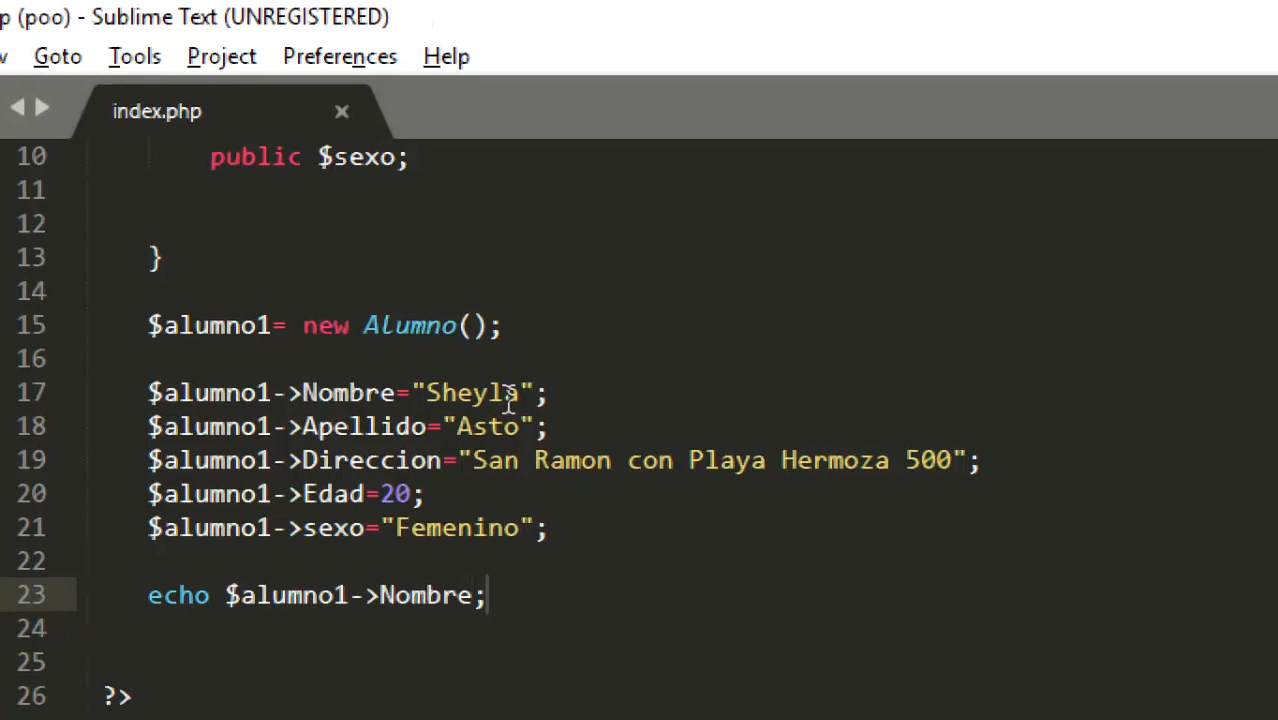 p (poo) - Sublime Text (UNREGISTERED)
v Goto Tools Project Preferences Help
index.php
10 public $sexo;
11
12
13 }
14
15 $alumno1= new Alumno();
16
17 $alumno1->Nombre="Sheyla";
18 $alumno1->Apellido="Asto";
19 $alumno1->Direccion="San Ramon con Playa Hermoza 500";
20 $alumno1->Edad=20;
21 $alumno1->sexo="Femenino";
22
23 echo $alumno1->Nombre;
24
25
26 ?>